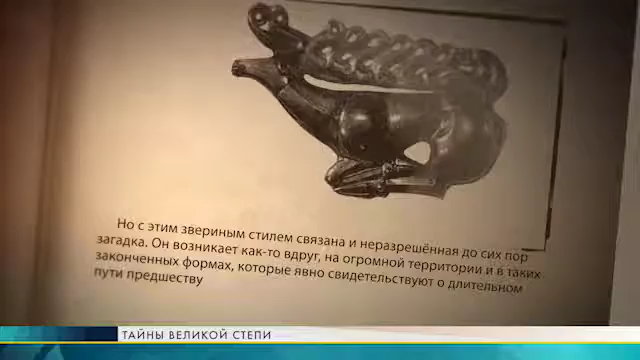 Но с этим звериным стилем связана и неразрешённая до сих пор
загадка. Он возникает как-то вдруг, на огромной территории и в таких
законченных формах, которые явно свидетельствуют о длительном
пути предшеству
ТАЙНЫ ВЕЛИКОЙ СТЕПИ